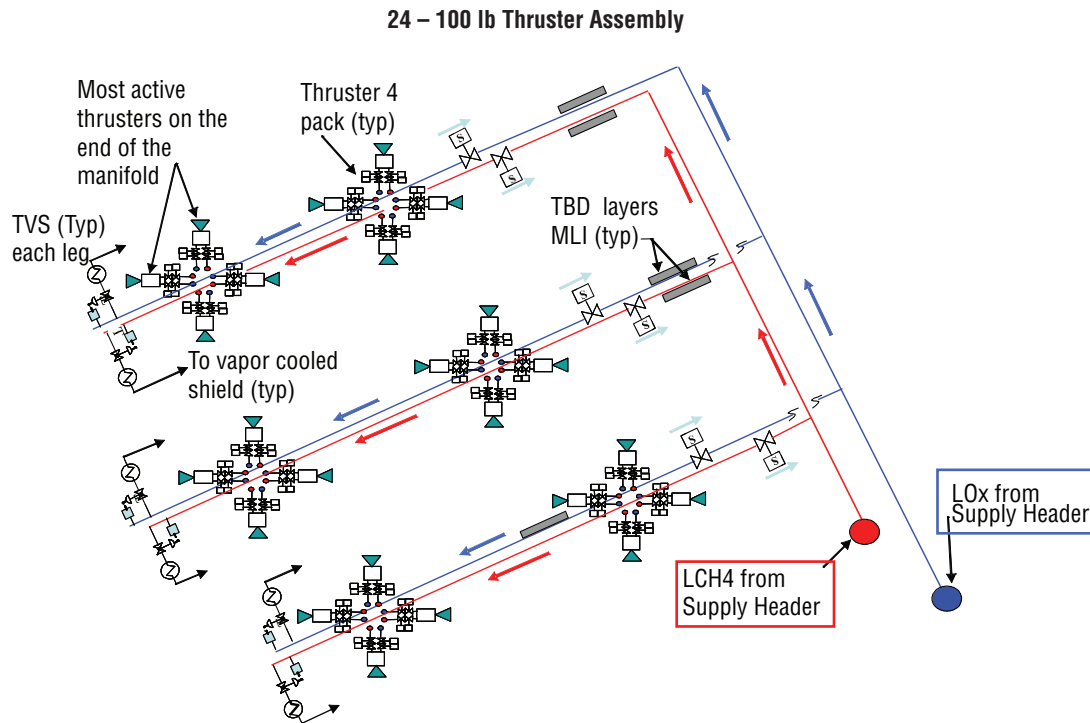 24 – 100 lb Thruster Assembly
Most active
thrusters on the
end of the
manifold
Thruster 4
pack (typ)
TVS (Typ)
each leg
TBD layers
MLI (typ)
To vapor cooled
shield (typ)
LOx from
Supply Header
LCH4 from
Supply Header
S
S
S
S
S
S
Z
Z
Z
Z
Z
Z